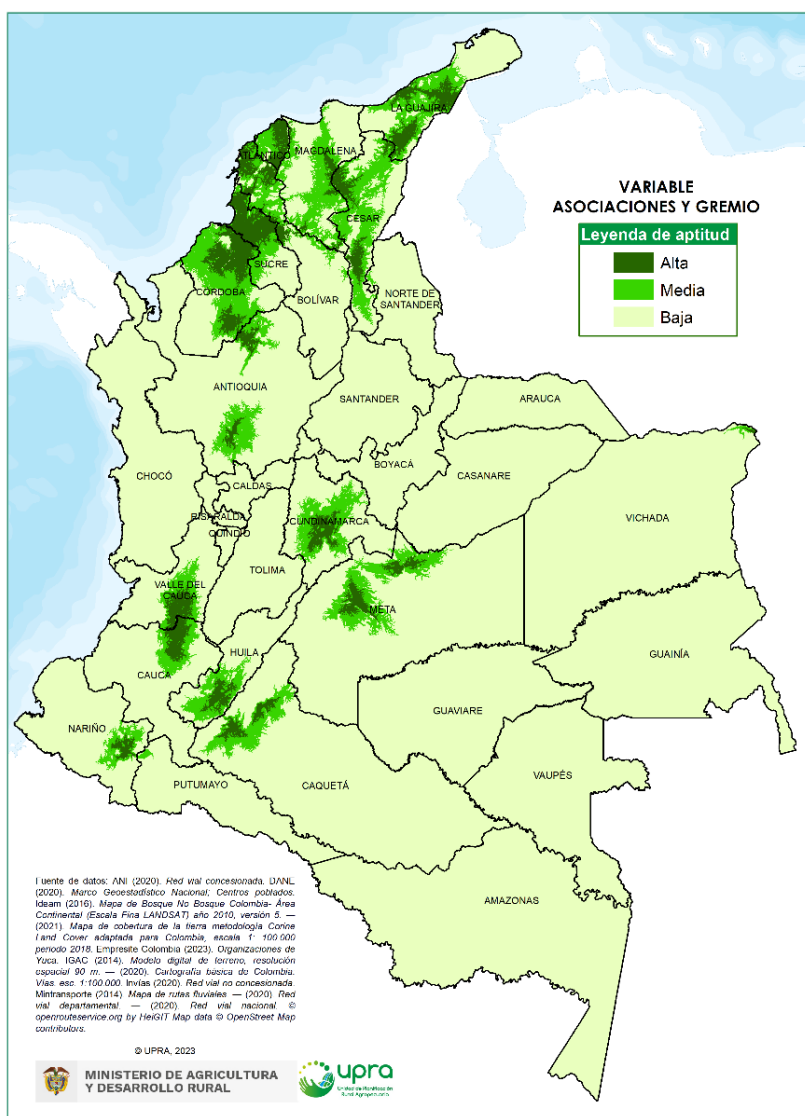 LA GUAJIRA
ATLÁNTICO
MAGDALENA
CESAR
VARIABLE
ASOCIACIONES Y GREMIO
Leyenda de aptitud
Alta
Media
Baja
SUCRE
CÓRDOBA
BOLÍVAR
NORTE DE
SANTANDER
ANTIOQUIA
SANTANDER
ARAUCA
BOYACÁ
CHOCÓ
CASANARE
CALDAS
VICHADA
RISARALDA
CUNDINAMARCA
QUINDÍO
TOLIMA
VALLE DEL
CAUCA
META
HUILA
GUAINÍA
CAUCA
GUAVIARE
NARIÑO
VAUPÉS
PUTUMAYO
CAQUETÁ
AMAZONAS
Fuente de datos: ANI (2020). Red vial concesionada. DANE
(2020). Marco Geoestadístico Nacional; Centros poblados.
Ideam (2016). Mapa de Bosque No Bosque Colombia- Área
Continental (Escala Fina LANDSAT) año 2010, versión 5. —
(2021). Mapa de cobertura de la tierra metodología Corine
Land Cover adaptada para Colombia, escala 1: 100.000
periodo 2018. Empresite Colombia (2023). Organizaciones de
Yuca. IGAC (2014). Modelo digital de terreno, resolución
espacial 90 m. — (2020). Cartografía básica de Colombia.
Vías. esc. 1:100.000. Invías (2020). Red vial no concesionada.
Mintransporte (2014). Mapa de rutas fluviales. — (2020). Red
vial departamental. — (2020). Red vial nacional. ©
openrouteservice.org by HeiGIT Map data © OpenStreet Map
contributors.
© UPRA, 2023
MINISTERIO DE AGRICULTURA
Y DESARROLLO RURAL
upra
Unidad de Planificación
Rural Agropecuaria